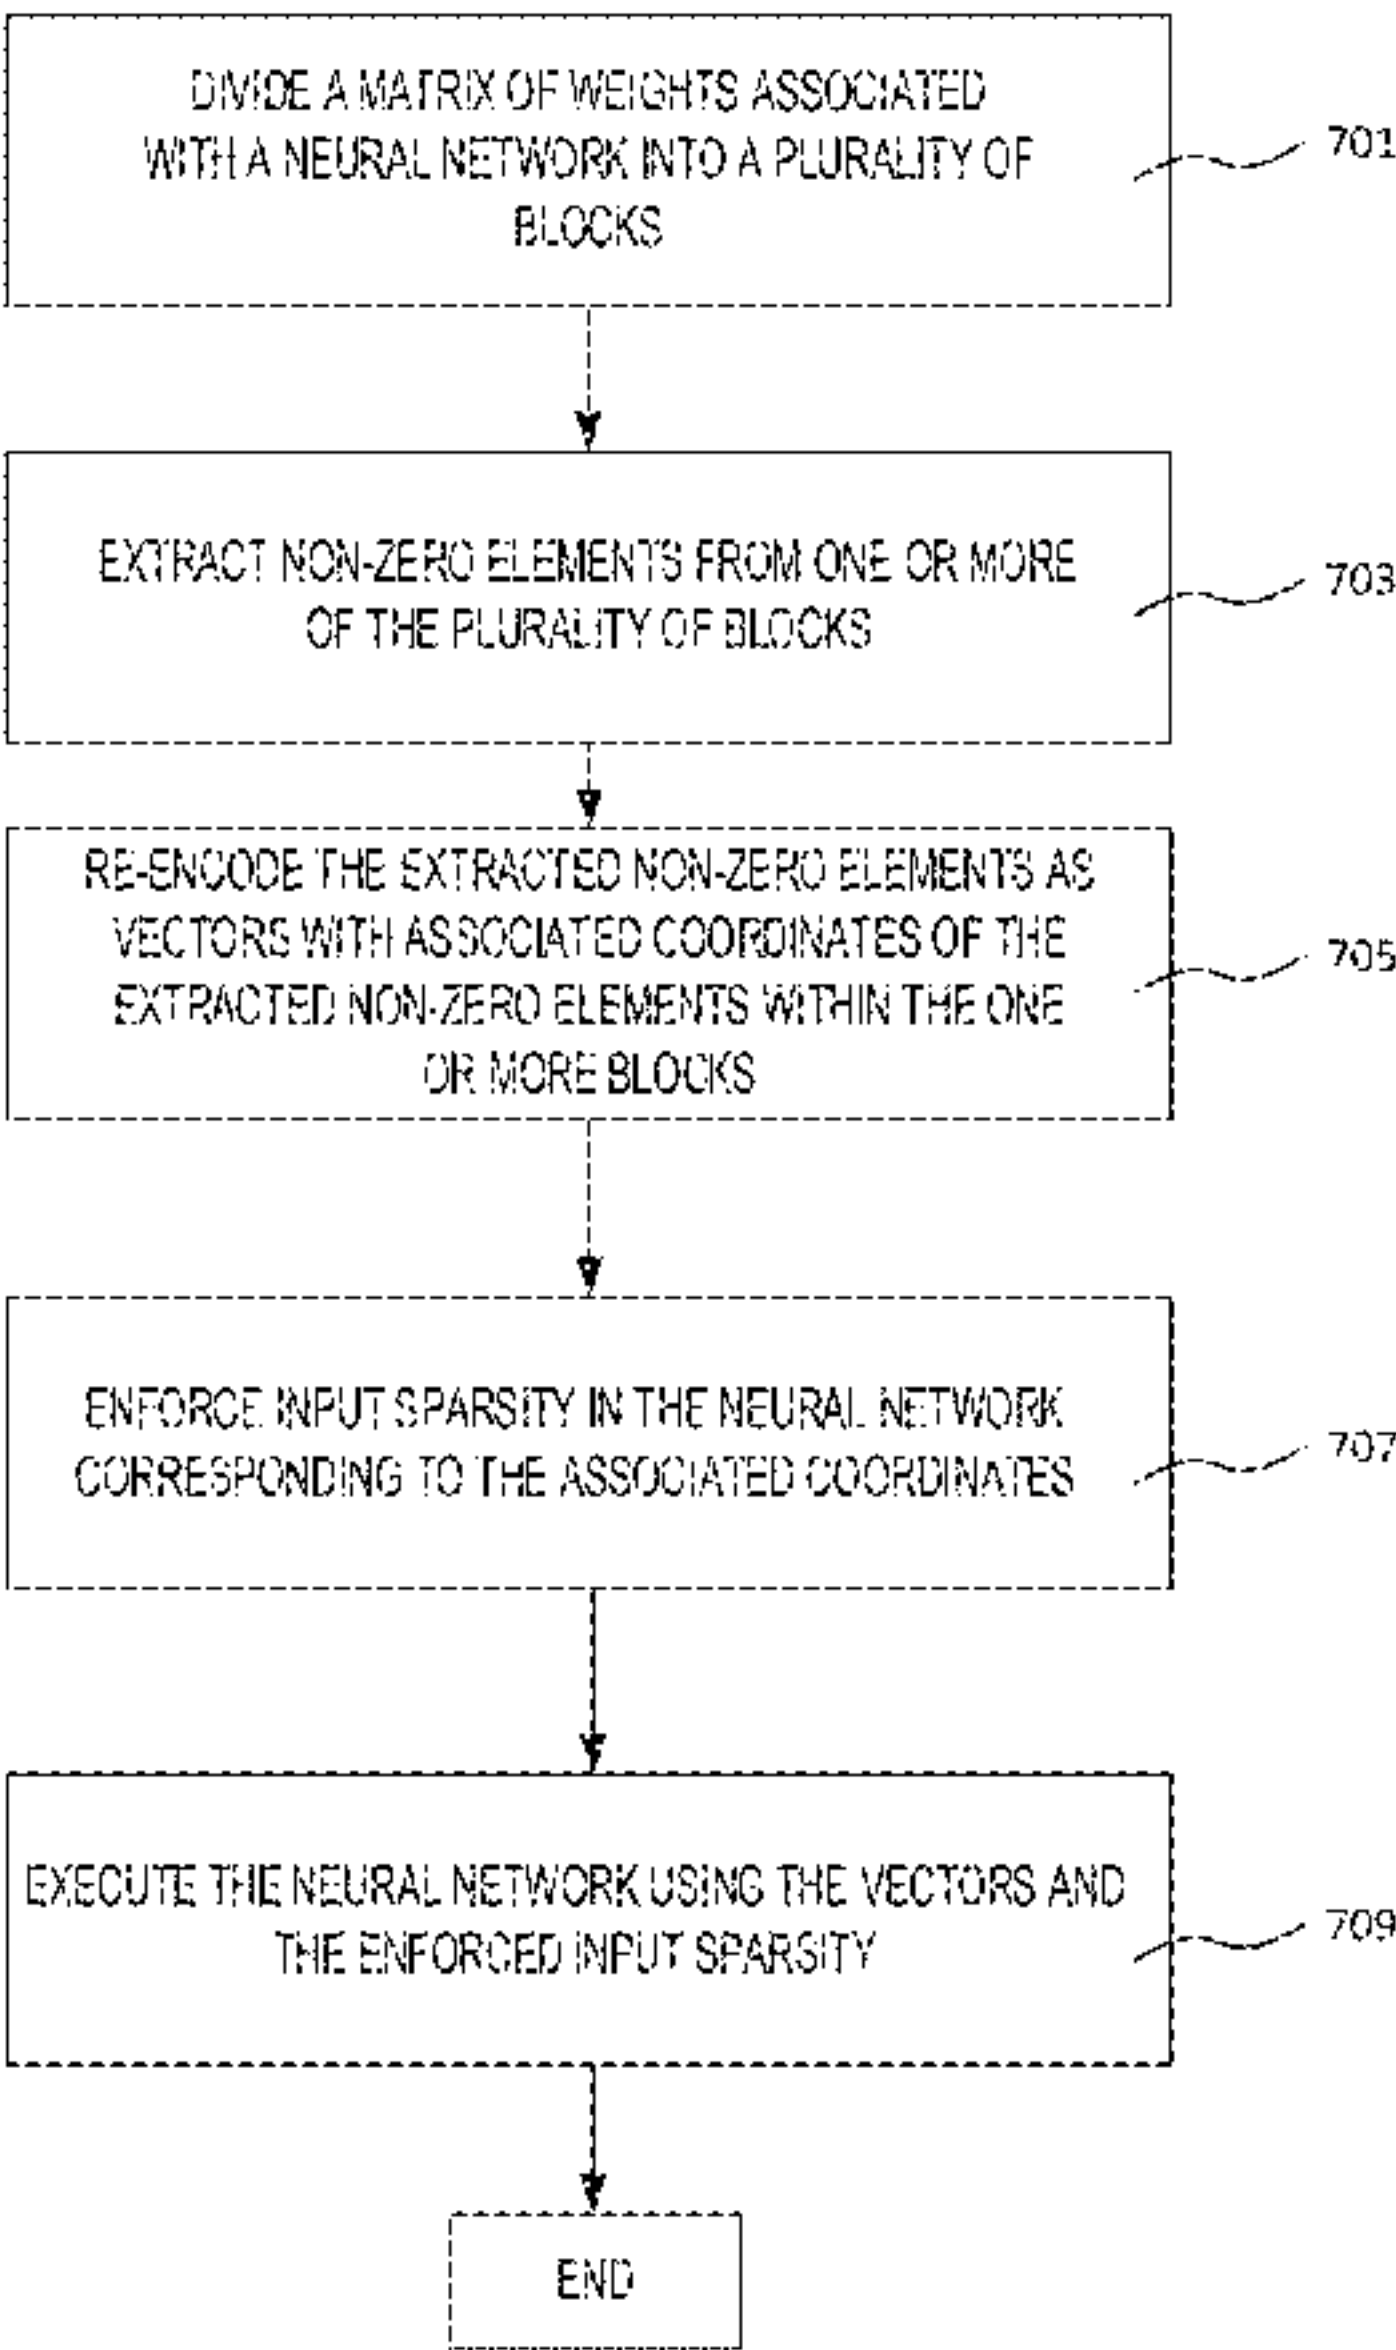 DIVIDE A MATRIX OF WEIGHTS ASSOCIATED
WITH A NEURAL NETWORK INTO A PLURALITY OF
BLOCKS
701
EXTRACT NON-ZERO ELEMENTS FROM ONE OR MORE
OF THE PLURALITY OF BLOCKS
703
RE-ENCODE THE EXTRACTED NON-ZERO ELEMENTS AS
VECTORS WITH ASSOCIATED COORDINATES OF THE
EXTRACTED NON-ZERO ELEMENTS WITHIN THE ONE
OR MORE BLOCKS
705
ENFORCE INPUT SPARSITY IN THE NEURAL NETWORK
CORRESPONDING TO THE ASSOCIATED COORDINATES
707
EXECUTE THE NEURAL NETWORK USING THE VECTORS AND
THE ENFORCED INPUT SPARSITY
709
END